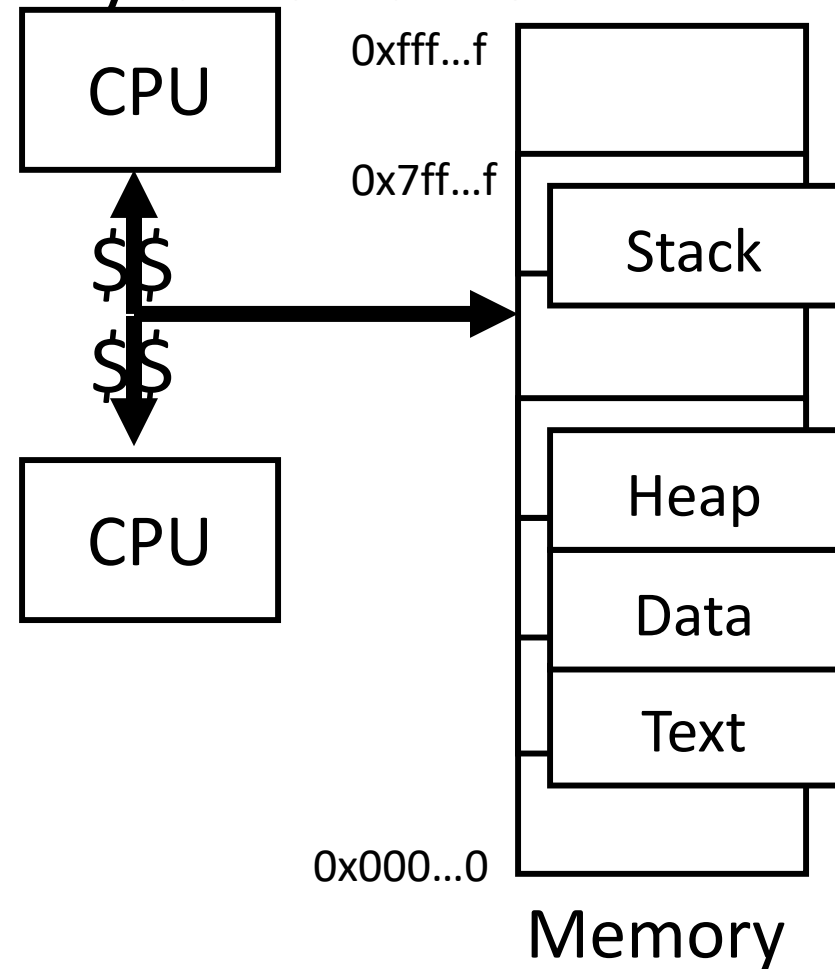 CPU
$$
$$
CPU
0xfff...f
0x7ff...f
Stack
Heap
Data
Text
0x000...0
Memory